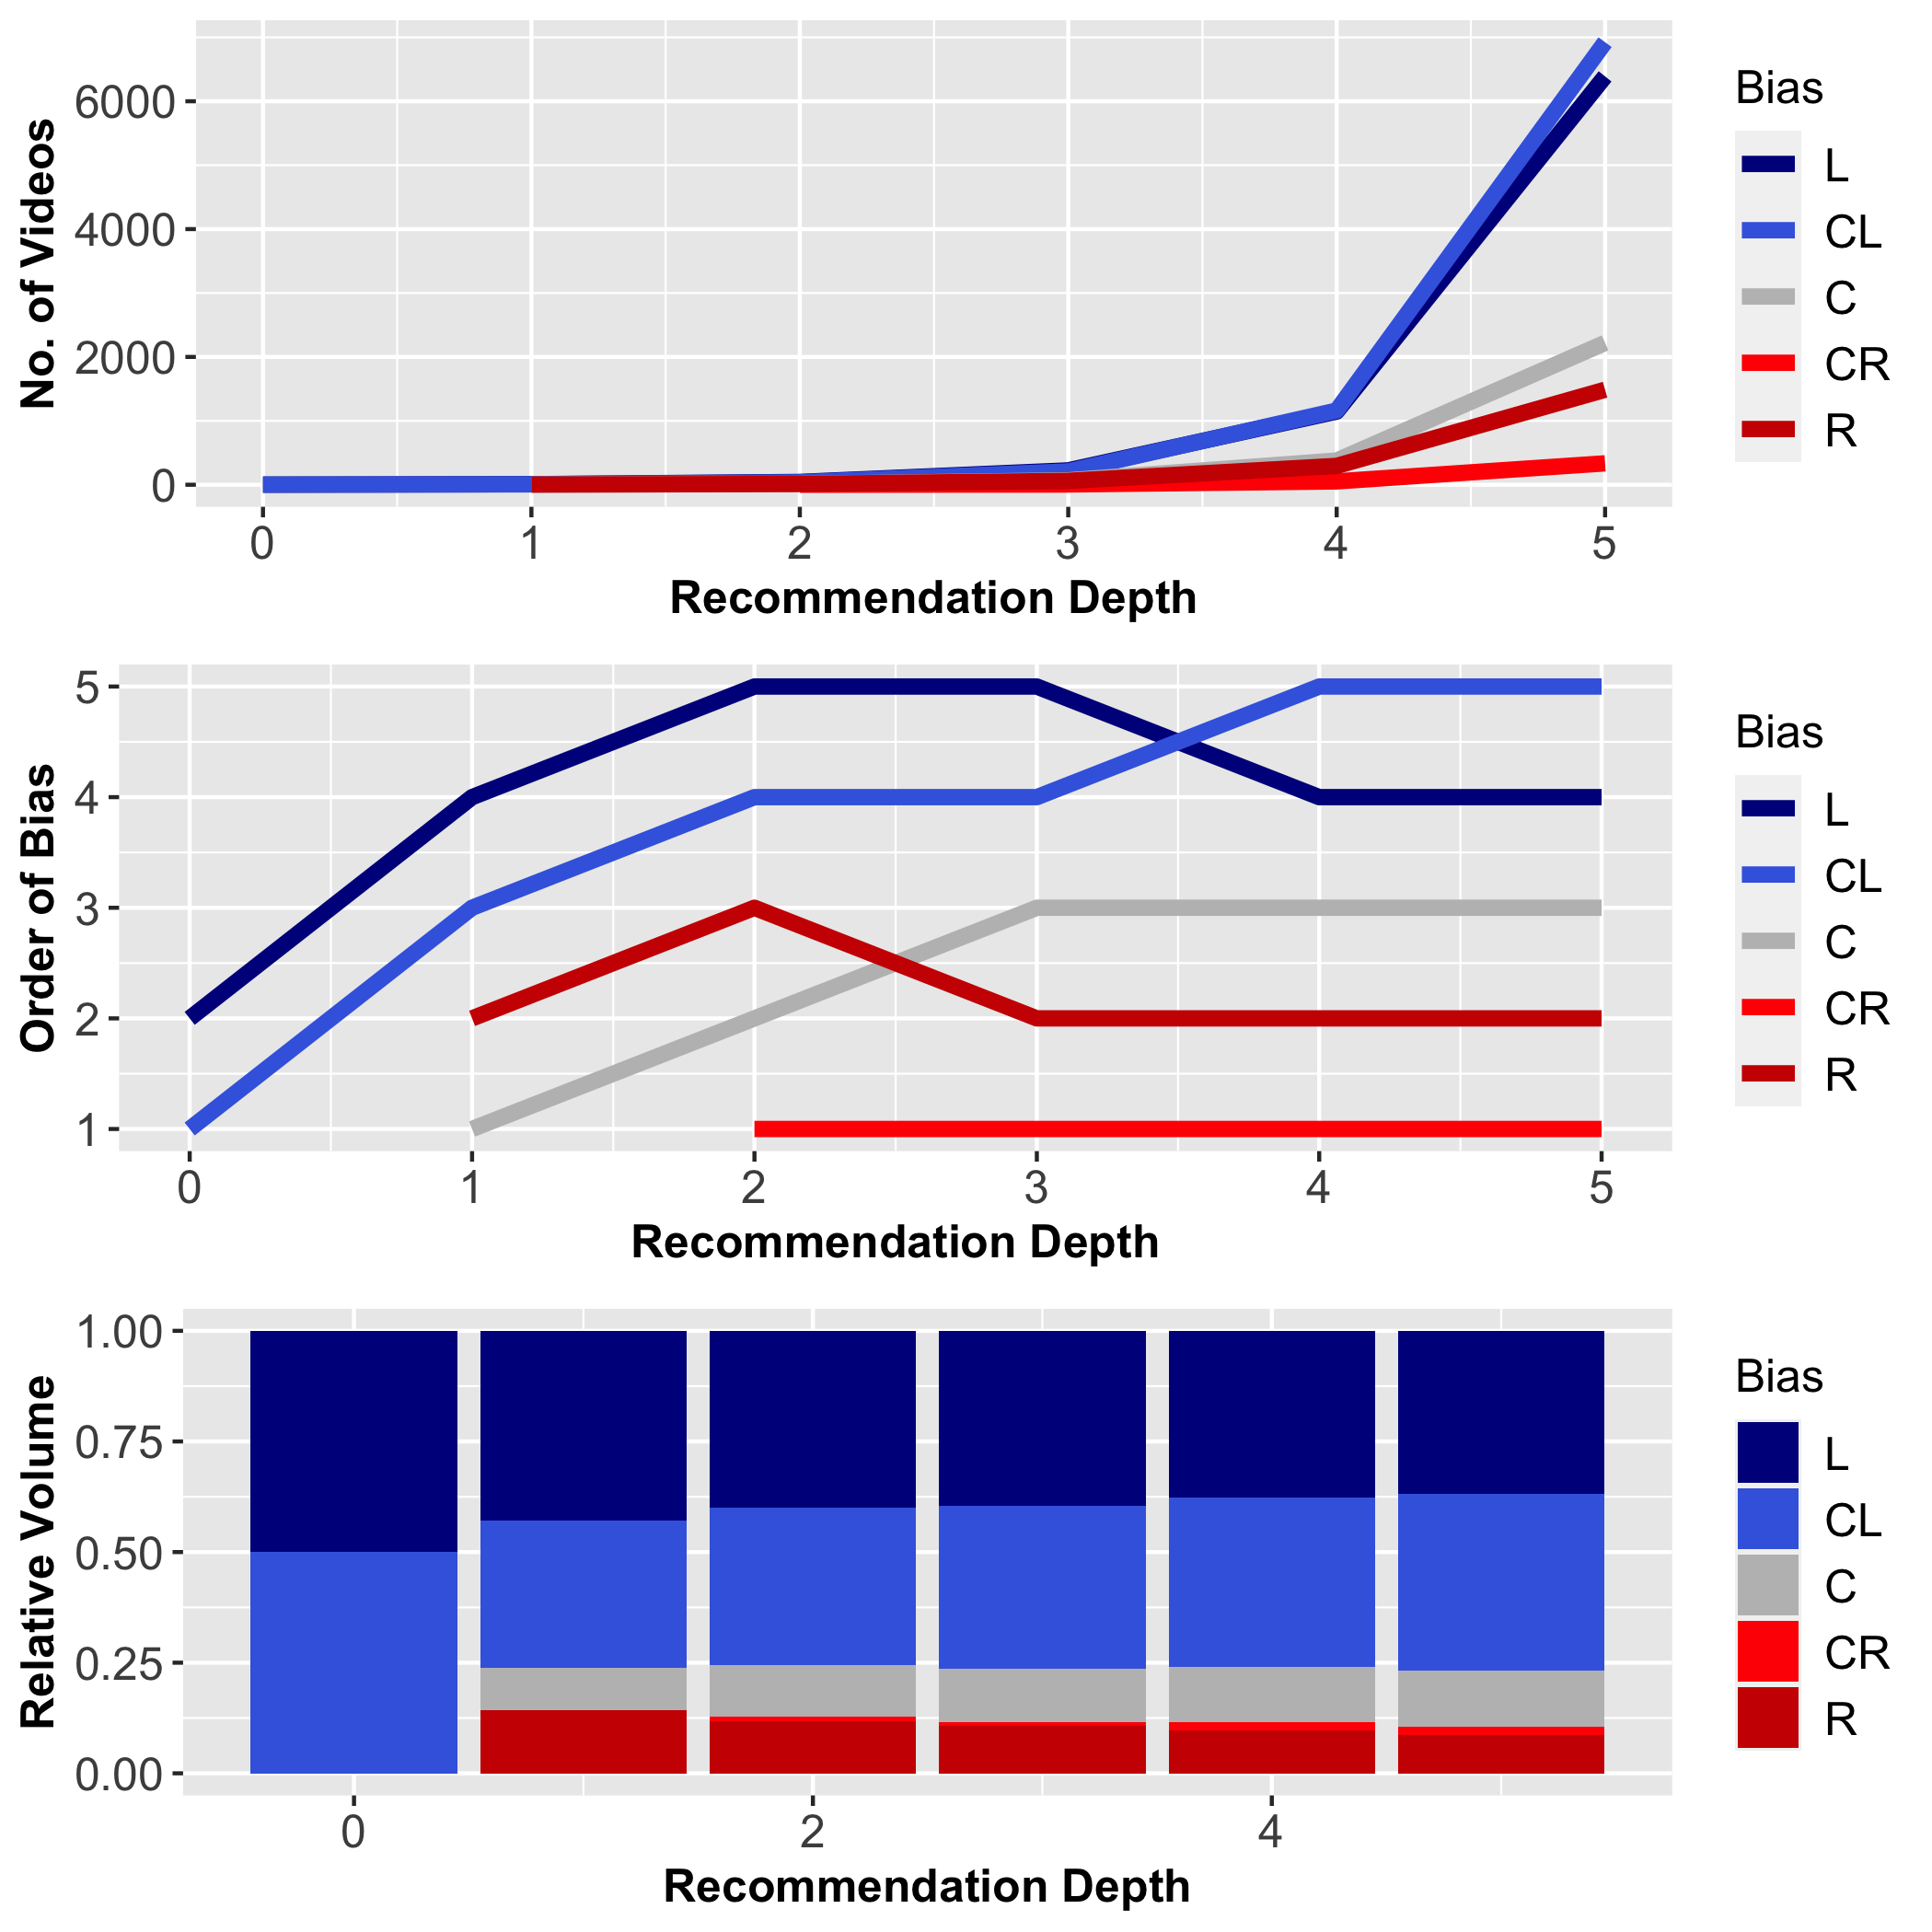 No. of Videos
6000
4000
2000
0
0 1 2 3 4 5
Recommendation Depth
Bias
L
CL
C
CR
R
Order of Bias
5
4
3
2
1
0 1 2 3 4 5
Recommendation Depth
Bias
L
CL
C
CR
R
Relative Volume
1.00
0.75
0.50
0.25
0.00
0 2 4
Recommendation Depth
Bias
L
CL
C
CR
R